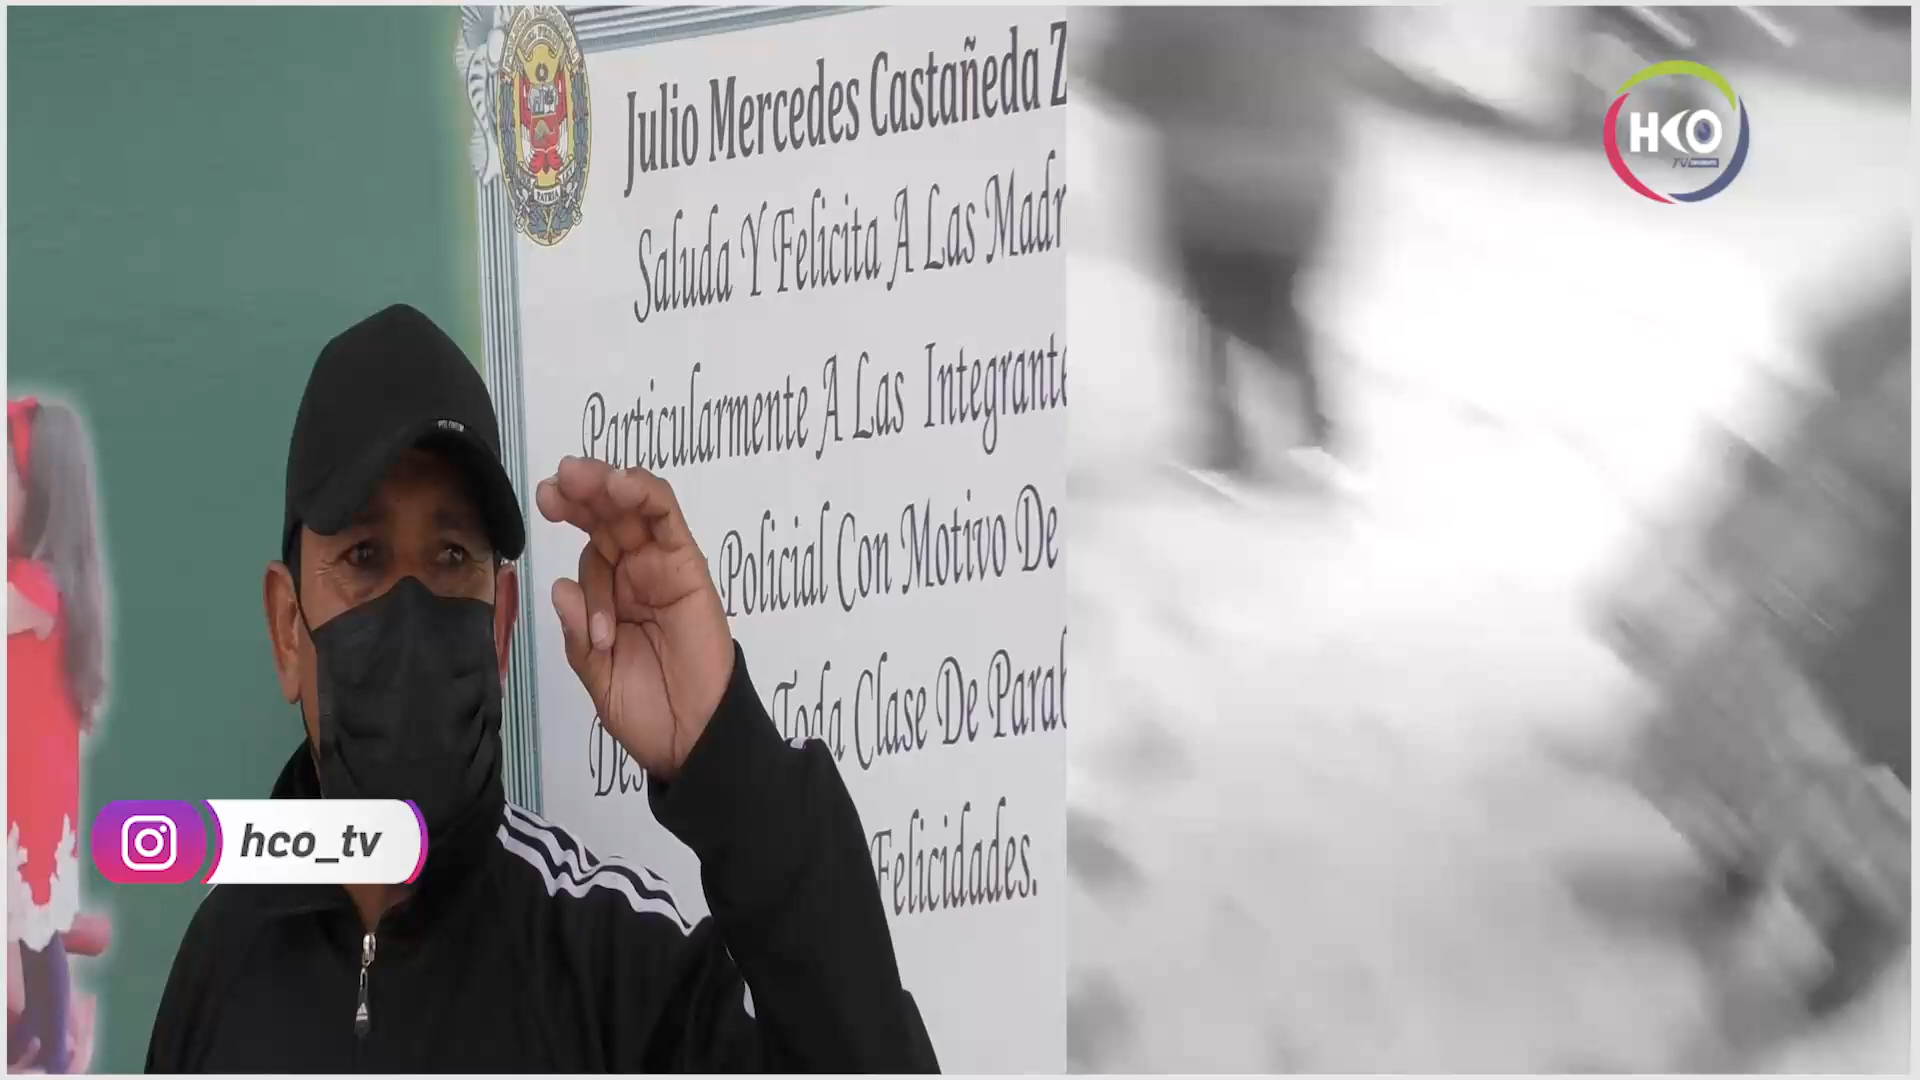 Julio Mercedes Castañeda Z
Saluda Y Felicita A Las Madr
Particularmente A Las Integrante
Policial Con Motivo De
Des Toda Clase De Parab
Felicidades.
PATRIA
HCO
TV
hco_tv